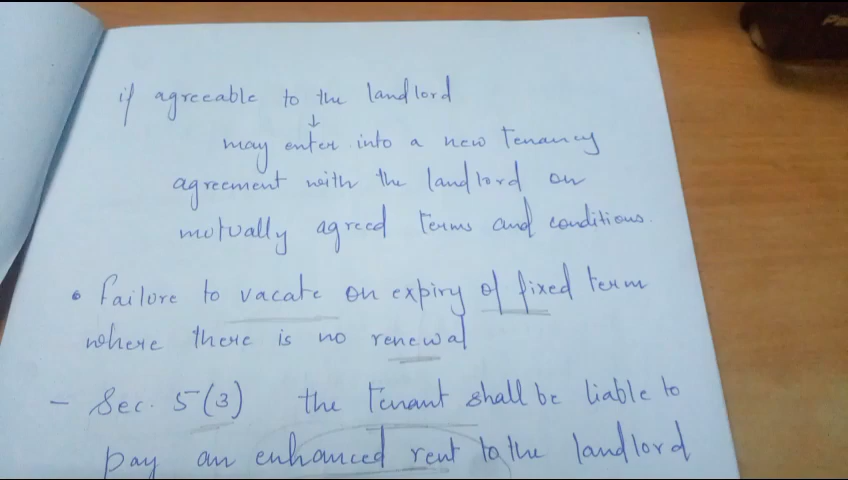 if agreeable to the landlord
↓
may enter into a new tenancy
agreement with the landlord on
mutually agreed terms and conditions.
• Failure to vacate on expiry of fixed term
where there is no renewal
- Sec. 5(3) the tenant shall be liable to
pay an enhanced rent to the landlord